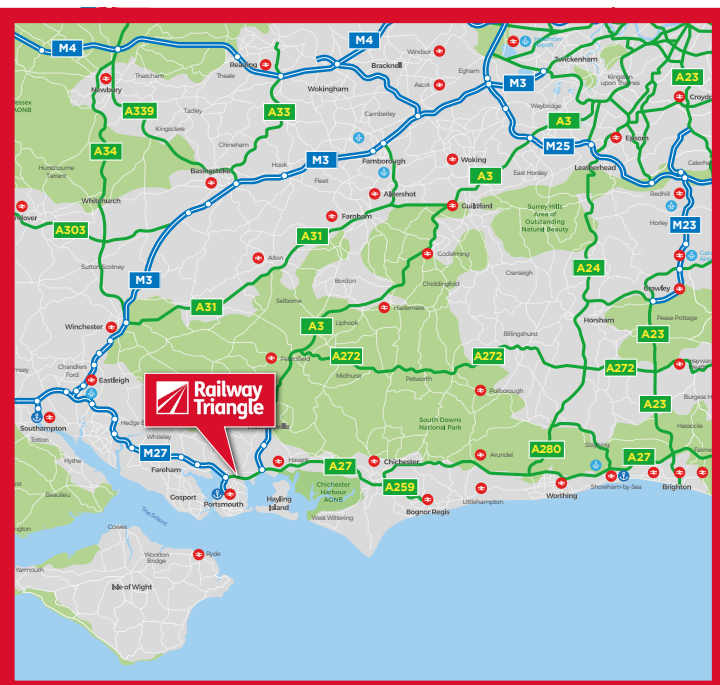 M4
M4
Windsor
Twickenham
Reading
Bracknell
Egham
Thatcham
Theale
Newbury
Wokingham
Ascot
M3
Kingston
upon Thames
A23
Croydo
A339
Tadley
A33
Camberley
Weybridge
A3
Kingsclere
Epsom
A34
Chineham
M25
Hook
M3
Farnborough
Woking
Leatherhead
Caterha
Hurstbourne
Tarrant
Basingstoke
Fleet
A3
East Horsley
Whitchurch
Aldershot
Redhill
dover
Farnham
Guildford
Surrey Hills
Area of
Outstanding
Natural Beauty
Horley
M23
A303
A31
Sutton Scotney
Alton
Godalming
A24
M3
Bordon
Chiddingfold
Cranleigh
Crawley
A31
Selborne
Haslemere
Pease Pottage
Winchester
A3
Liphook
Horsham
A23
Billingshurst
Petersfield
A272
A272
A272
Chandlers
Ford
Midhurst
Petworth
Eastleigh
Railway
Triangle
Pulborough
A23
Burgess H
Southampton
Totton
Whiteley
South Downs
National Park
Hassocks
M27
A280
Steyning
Hythe
Fareham
Havant
A27
Chichester
Arundel
A27
Beaulieu
Gosport
Portsmouth
Hayling
Island
Chichester
Harbour
AONB
A259
Bognor Regis
Littlehampton
Worthing
Shoreham-by-Sea
Brighton
The Solent
West Wittering
Cowes
Wootton
Bridge
Ryde
Yarmouth
Isle of Wight